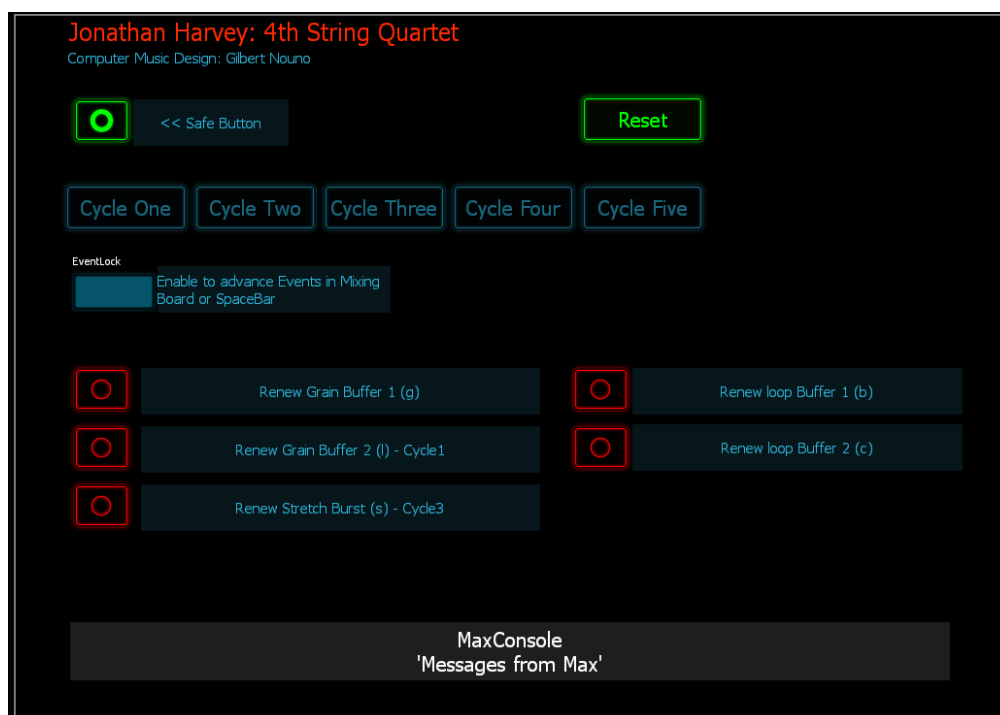 Jonathan Harvey: 4th String Quartet
Computer Music Design: Gilbert Nouno
<< Safe Button
Reset
Cycle One
Cycle Two
Cycle Three
Cycle Four
Cycle Five
EventLock
Enable to advance Events in Mixing
Board or SpaceBar
Renew Grain Buffer 1 (g)
Renew loop Buffer 1 (b)
Renew Grain Buffer 2 (l) - Cycle1
Renew loop Buffer 2 (c)
Renew Stretch Burst (s) - Cycle3
MaxConsole
'Messages from Max'